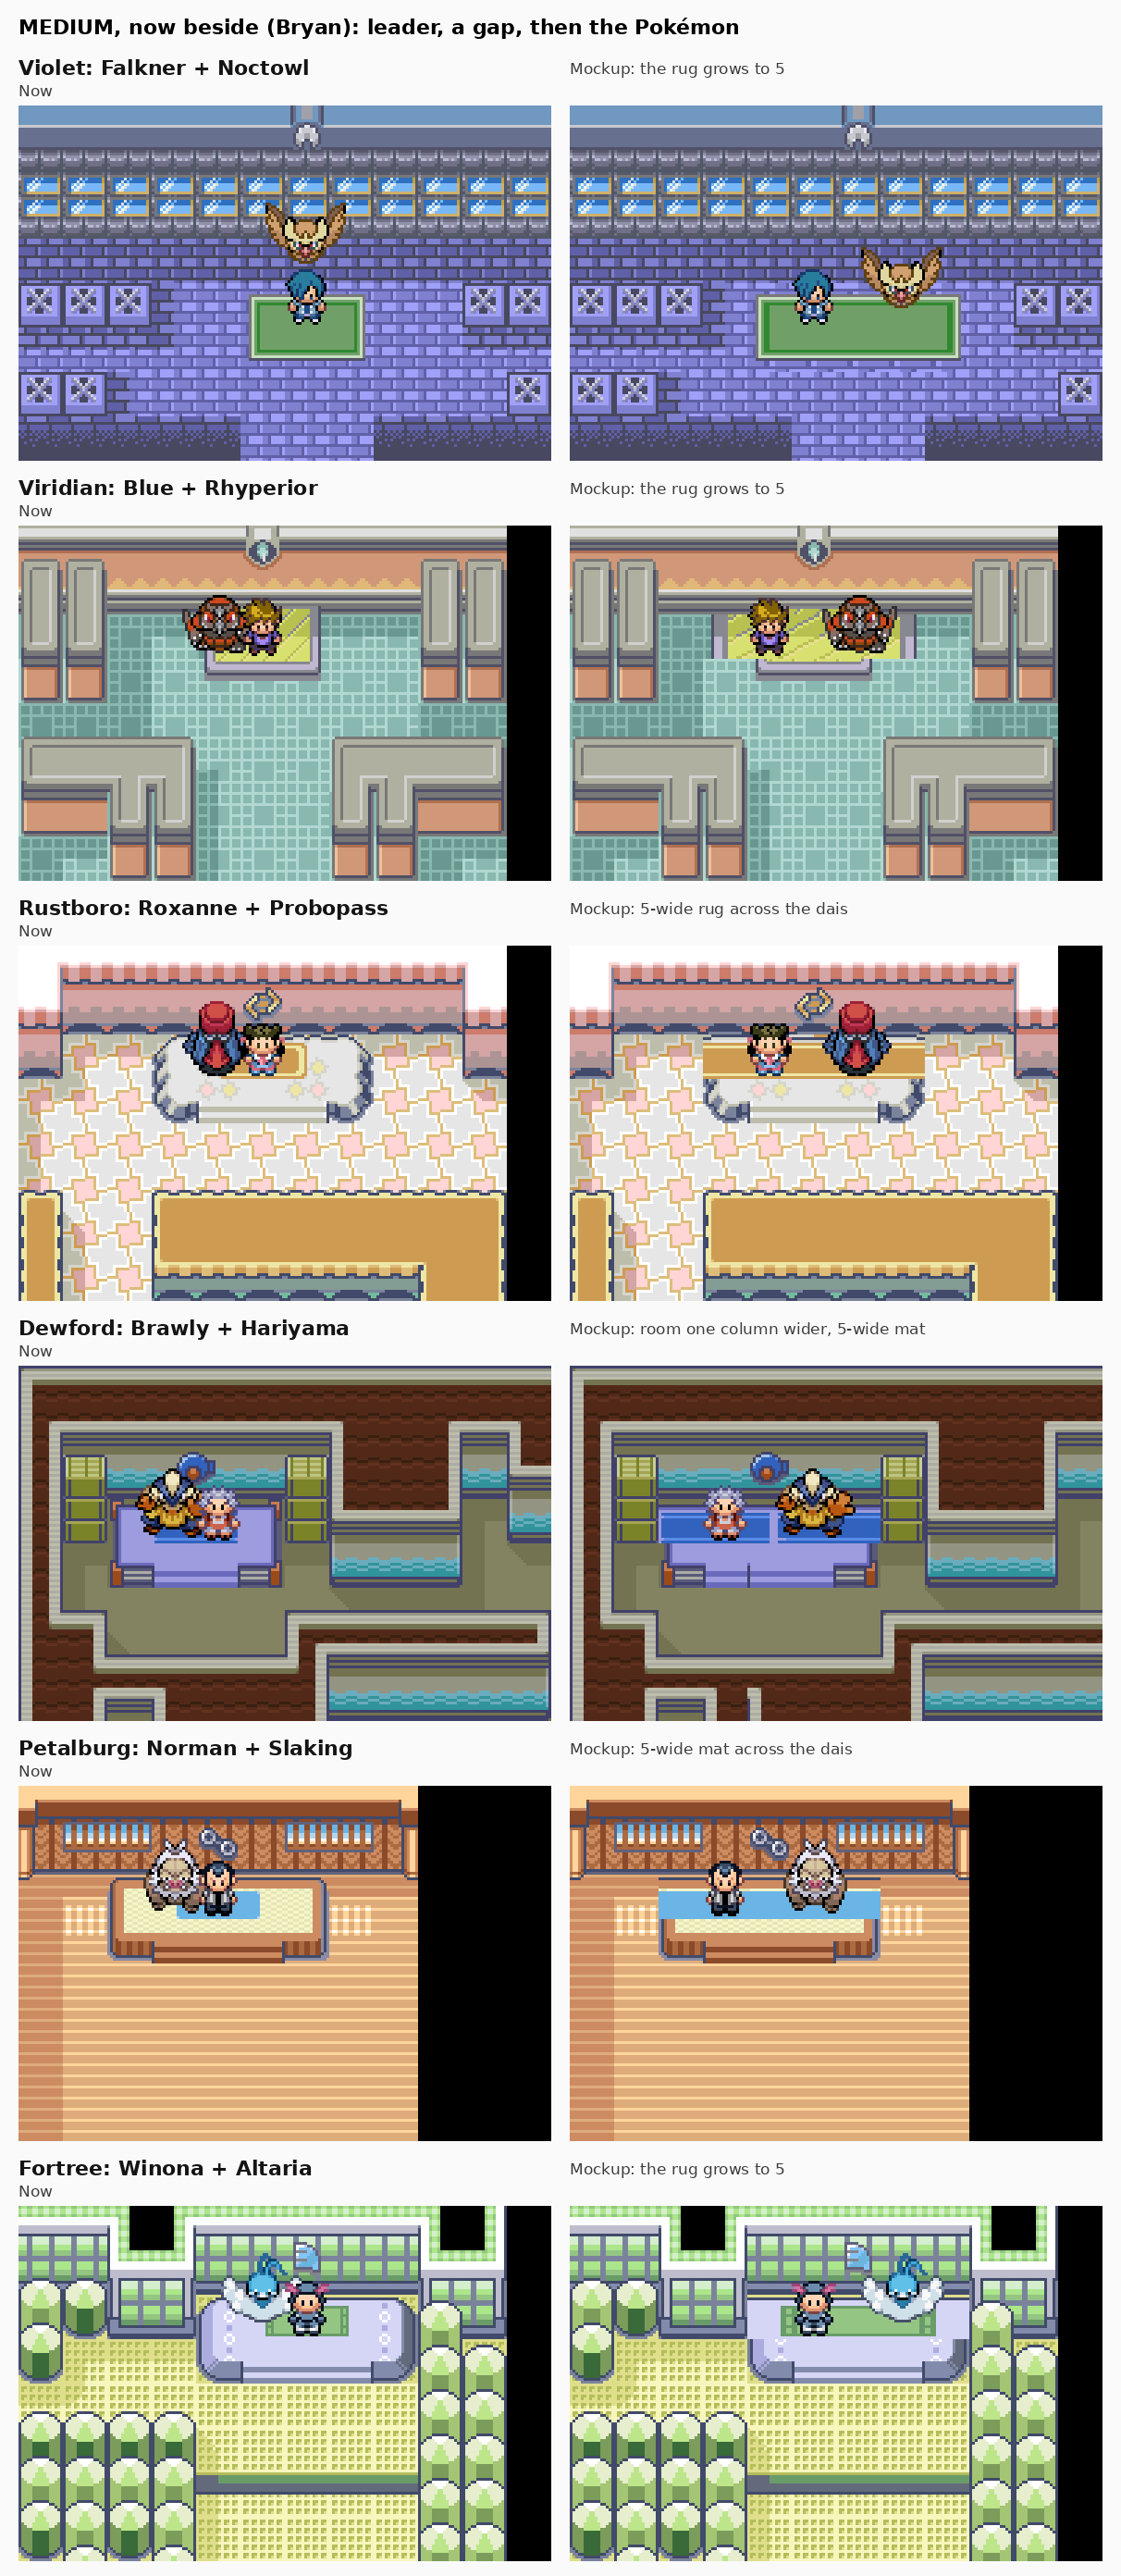 MEDIUM, now beside (Bryan): leader, a gap, then the Pokémon
Violet: Falkner + Noctowl
Now
Mockup: the rug grows to 5
Viridian: Blue + Rhyperior
Now
Mockup: the rug grows to 5
Rustboro: Roxanne + Probopass
Now
Mockup: 5-wide rug across the dais
Dewford: Brawly + Hariyama
Now
Mockup: room one column wider, 5-wide mat
Petalburg: Norman + Slaking
Now
Mockup: 5-wide mat across the dais
Fortree: Winona + Altaria
Now
Mockup: the rug grows to 5